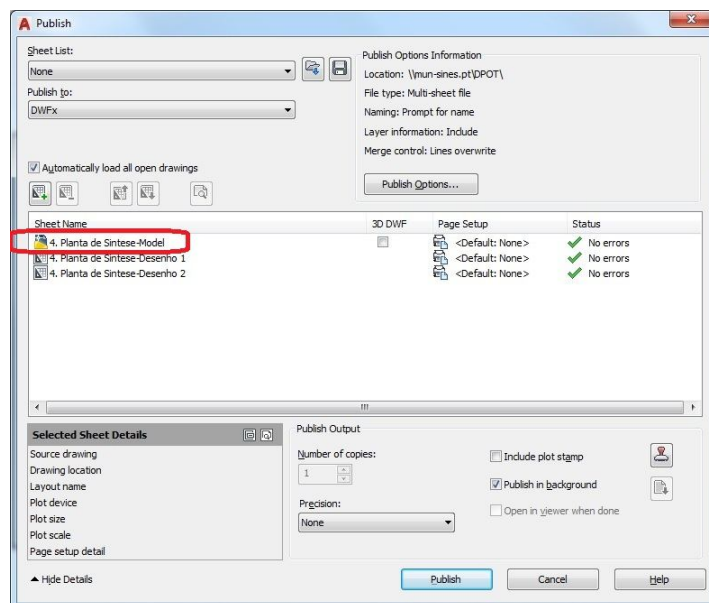 Publish
Sheet List:
None
Publish to:
DWFx
Automatically load all open drawings
Publish Options Information
Location: \\mun-sines.pt\DPOT\
File type: Multi-sheet file
Naming: Prompt for name
Layer information: Include
Merge control: Lines overwrite
Publish Options...
Sheet Name 3D DWF Page Setup Status
4. Planta de Sintese-Model <Default: None> No errors
4. Planta de Sintese-Desenho 1 <Default: None> No errors
4. Planta de Sintese-Desenho 2 <Default: None> No errors
Selected Sheet Details
Source drawing
Drawing location
Layout name
Plot device
Plot size
Plot scale
Page setup detail
Publish Output
Number of copies:
1
Precision:
None
Include plot stamp
Publish in background
Open in viewer when done
Hide Details
Publish Cancel Help